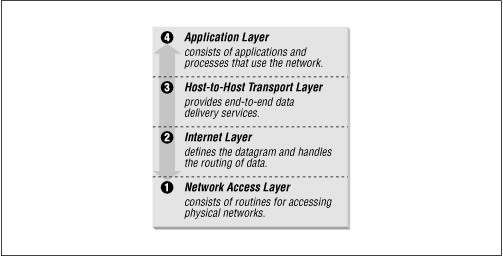 4 Application Layer
consists of applications and
processes that use the network.
3 Host-to-Host Transport Layer
provides end-to-end data
delivery services.
2 Internet Layer
defines the datagram and handles
the routing of data.
1 Network Access Layer
consists of routines for accessing
physical networks.